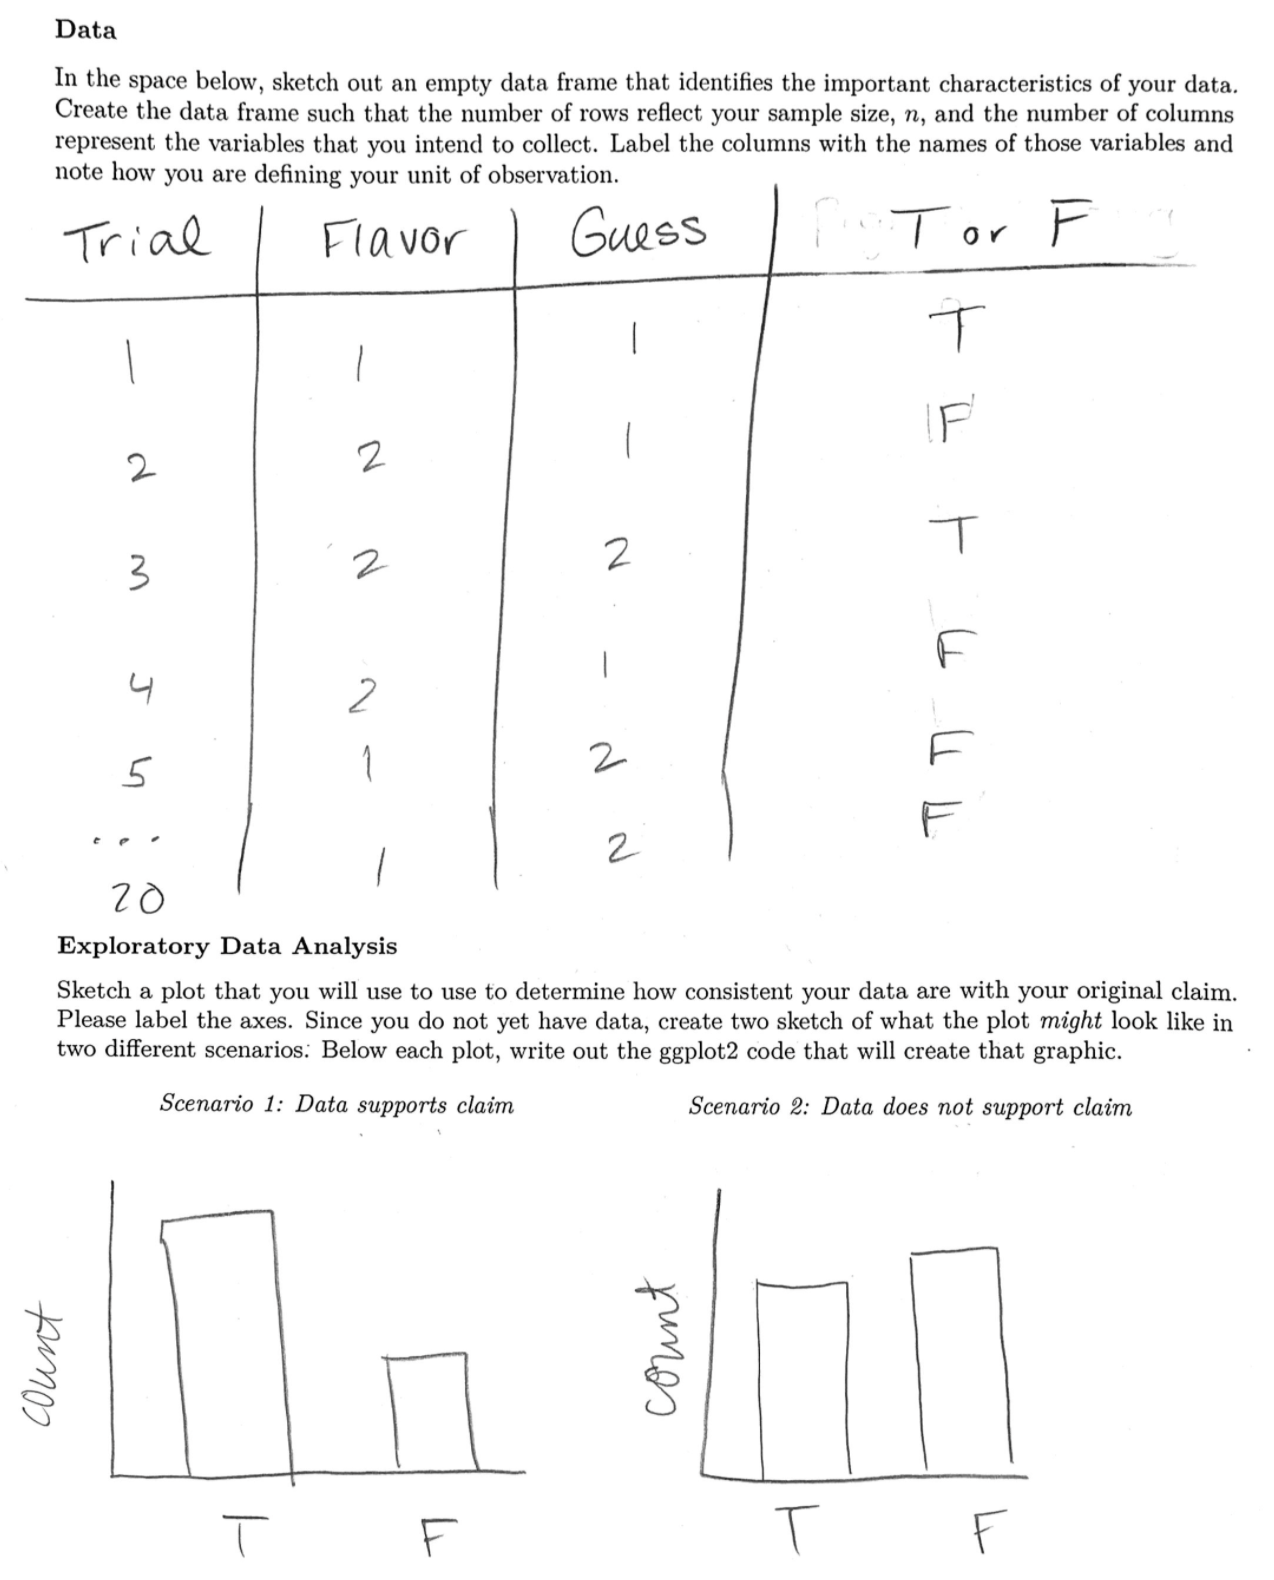 Data
In the space below, sketch out an empty data frame that identifies the important characteristics of your data.
Create the data frame such that the number of rows reflect your sample size, n, and the number of columns
represent the variables that you intend to collect. Label the columns with the names of those variables and
note how you are defining your unit of observation.
Trial Flavor Guess T or F
1 1 1 T
2 2 1 F
3 2 2 T
4 2 1 F
5 1 2 F
... 1 2 F
20
Exploratory Data Analysis
Sketch a plot that you will use to use to determine how consistent your data are with your original claim.
Please label the axes. Since you do not yet have data, create two sketch of what the plot might look like in
two different scenarios: Below each plot, write out the ggplot2 code that will create that graphic.
Scenario 1: Data supports claim
Scenario 2: Data does not support claim
count
T F
count
T F